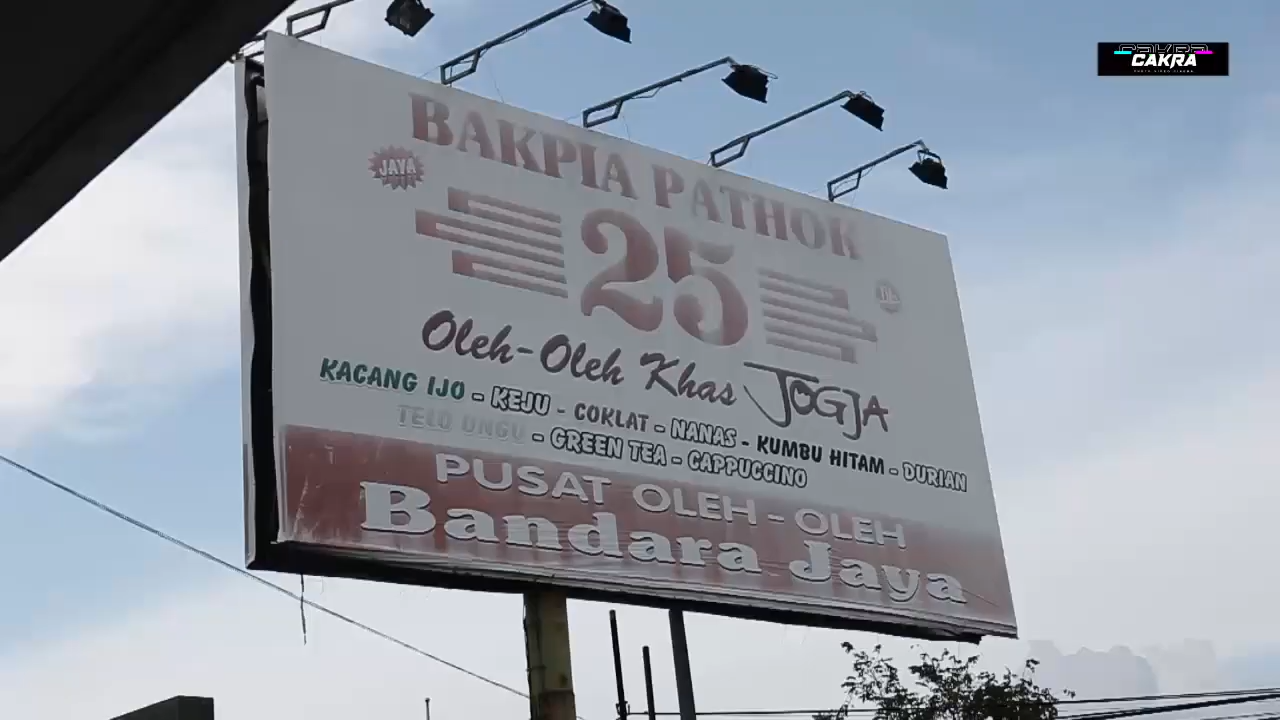 CAKRA
BAKPIA PATHOK
JAYA
25
Oleh-Oleh Khas JOGJA
KACANG IJO - KEJU - COKLAT - NANAS - KUMBU HITAM - DURIAN
TELO UNGU - GREEN TEA - CAPPUCCINO
PUSAT OLEH - OLEH
Bandara Jaya